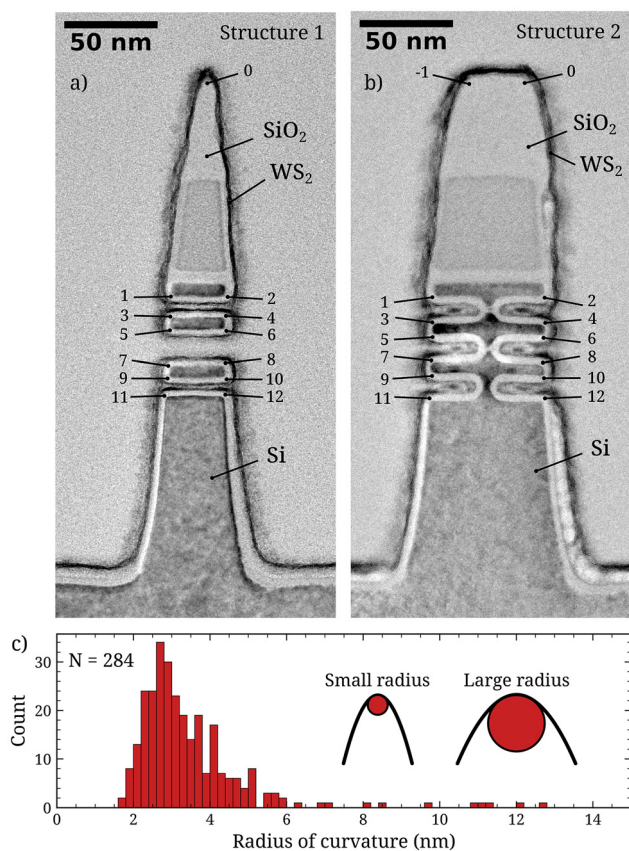 50 nm
Structure 1
a)
0
SiO2
WS2
1 2
3 4
5 6
7 8
9 10
11 12
Si
50 nm
Structure 2
b)
-1 0
SiO2
WS2
1 2
3 4
5 6
7 8
9 10
11 12
Si
c)
N = 284
Small radius Large radius
Count
30
20
10
0
0 2 4 6 8 10 12 14
Radius of curvature (nm)